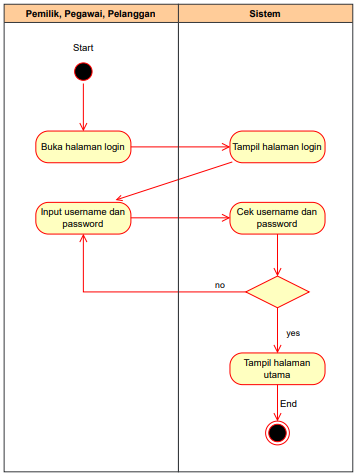 Pemilik, Pegawai, Pelanggan
Sistem
Start
Buka halaman login
Tampil halaman login
Input username dan
password
Cek username dan
password
no
yes
Tampil halaman
utama
End